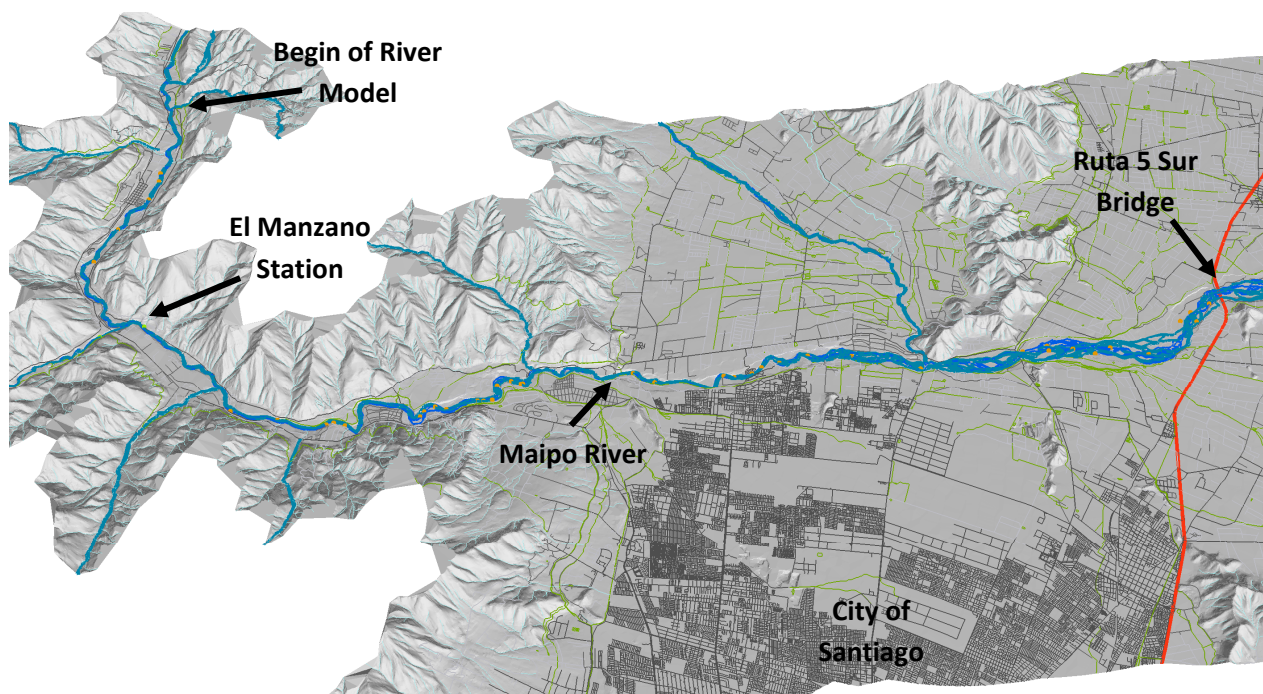 Begin of River
Model
El Manzano
Station
Ruta 5 Sur
Bridge
Maipo River
City of
Santiago